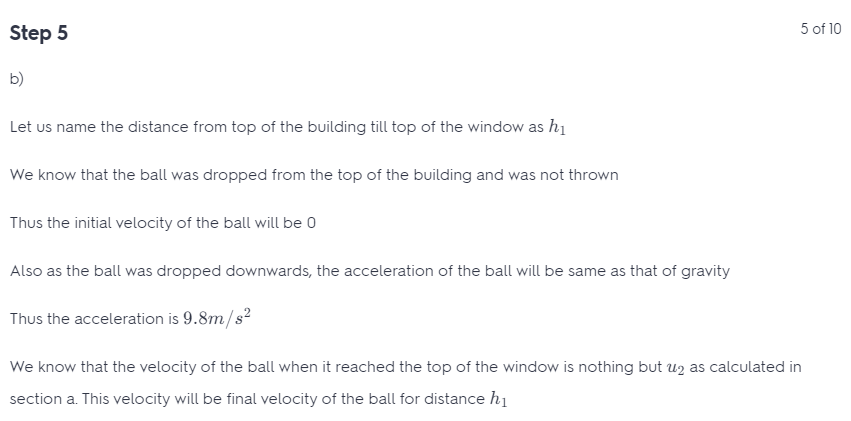 Step 5
5 of 10
b)
Let us name the distance from top of the building till top of the window as h₁
We know that the ball was dropped from the top of the building and was not thrown
Thus the initial velocity of the ball will be 0
Also as the ball was dropped downwards, the acceleration of the ball will be same as that of gravity
Thus the acceleration is 9.8m/s²
We know that the velocity of the ball when it reached the top of the window is nothing but u₂ as calculated in
section a. This velocity will be final velocity of the ball for distance h₁